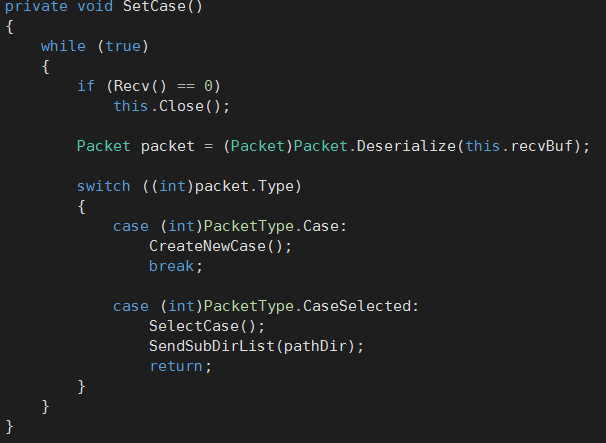 private void SetCase()
{
    while (true)
    {
        if (Recv() == 0)
            this.Close();

        Packet packet = (Packet)Packet.Deserialize(this.recvBuf);

        switch ((int)packet.Type)
        {
            case (int)PacketType.Case:
                CreateNewCase();
                break;

            case (int)PacketType.CaseSelected:
                SelectCase();
                SendSubDirList(pathDir);
                return;
        }
    }
}